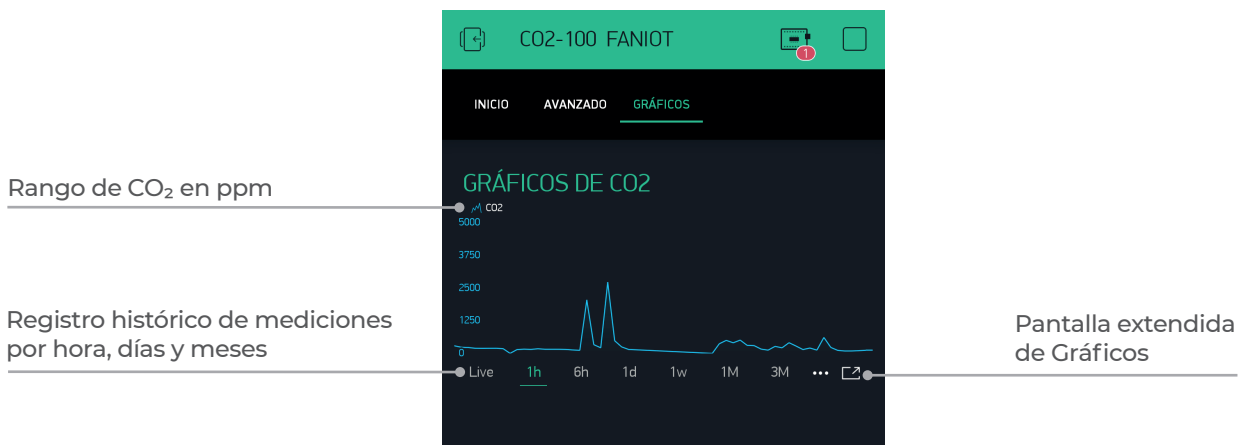 CO2-100 FANIOT
1
INICIO AVANZADO GRÁFICOS
Rango de CO₂ en ppm
GRÁFICOS DE CO2
CO2
5000
3750
2500
1250
0
Registro histórico de mediciones
por hora, días y meses
Live 1h 6h 1d 1w 1M 3M •••
Pantalla extendida
de Gráficos